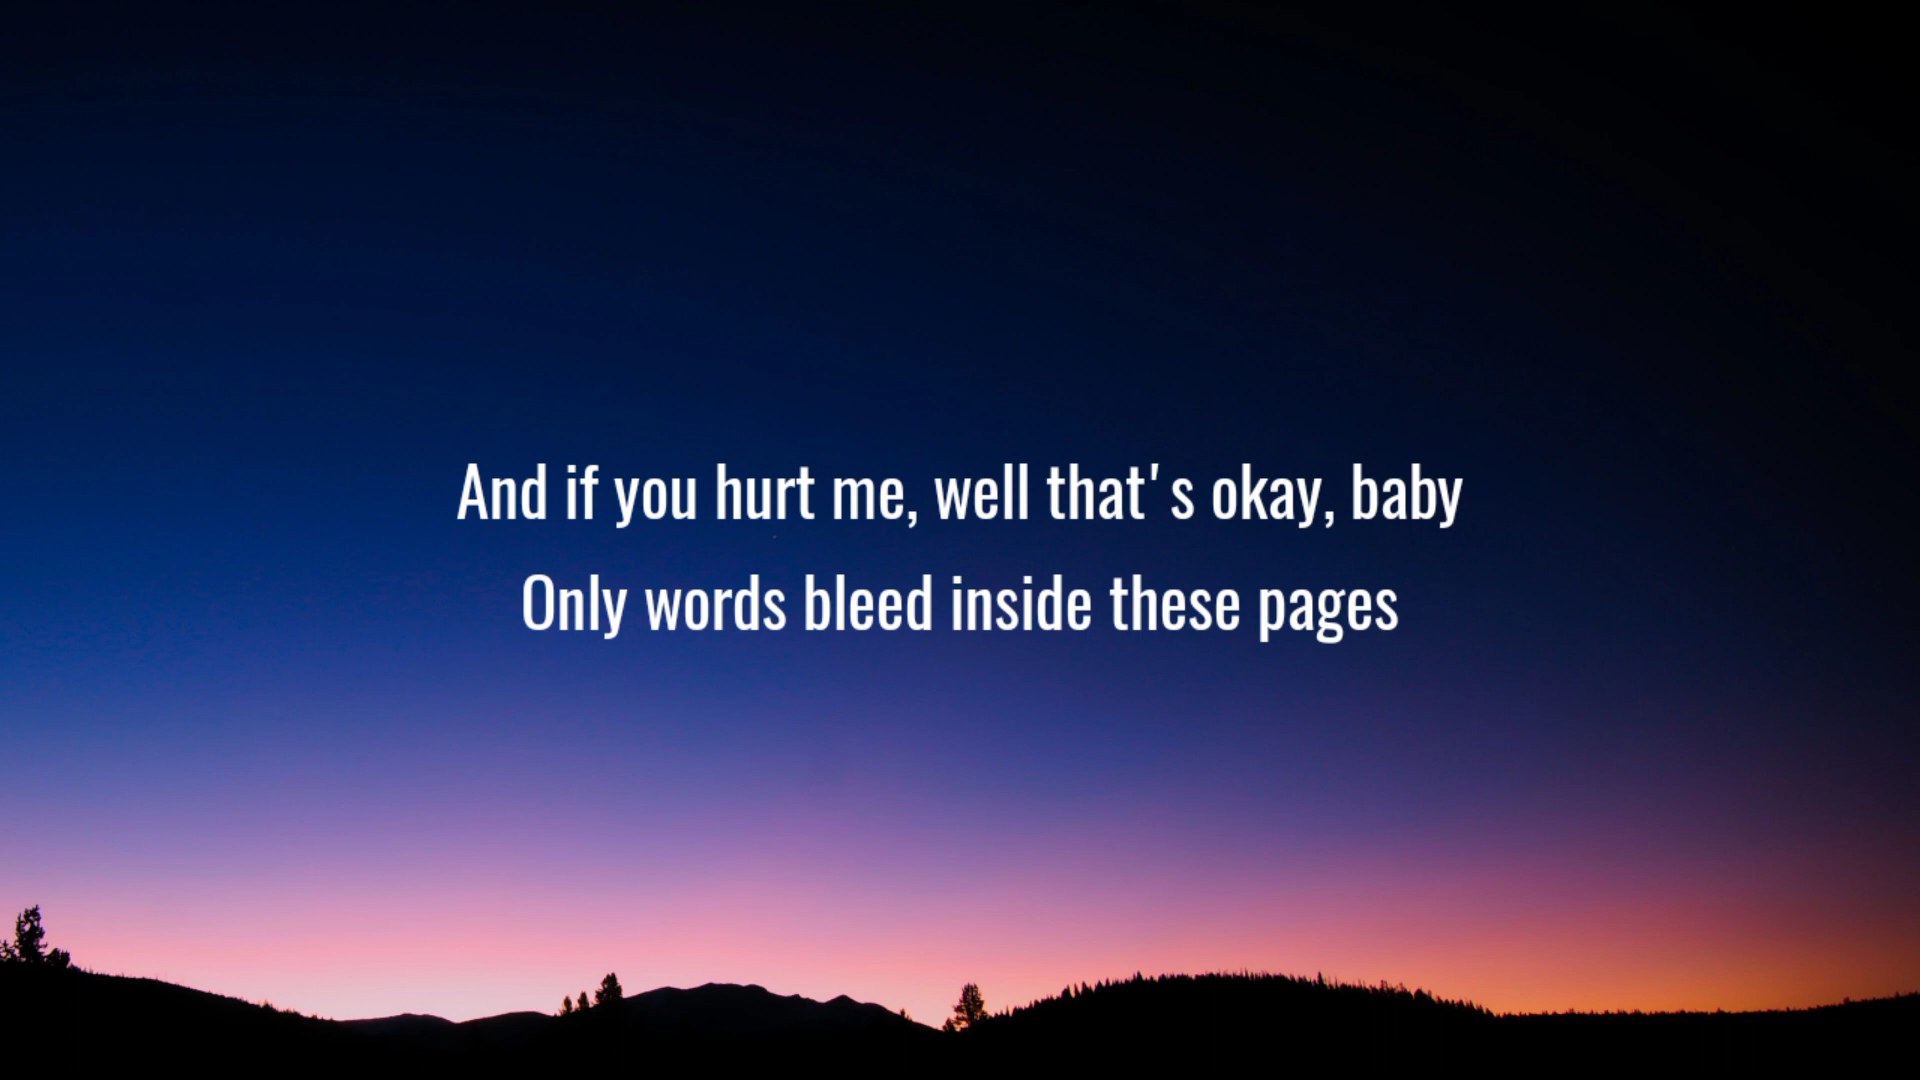 And if you hurt me, well that's okay, baby
Only words bleed inside these pages